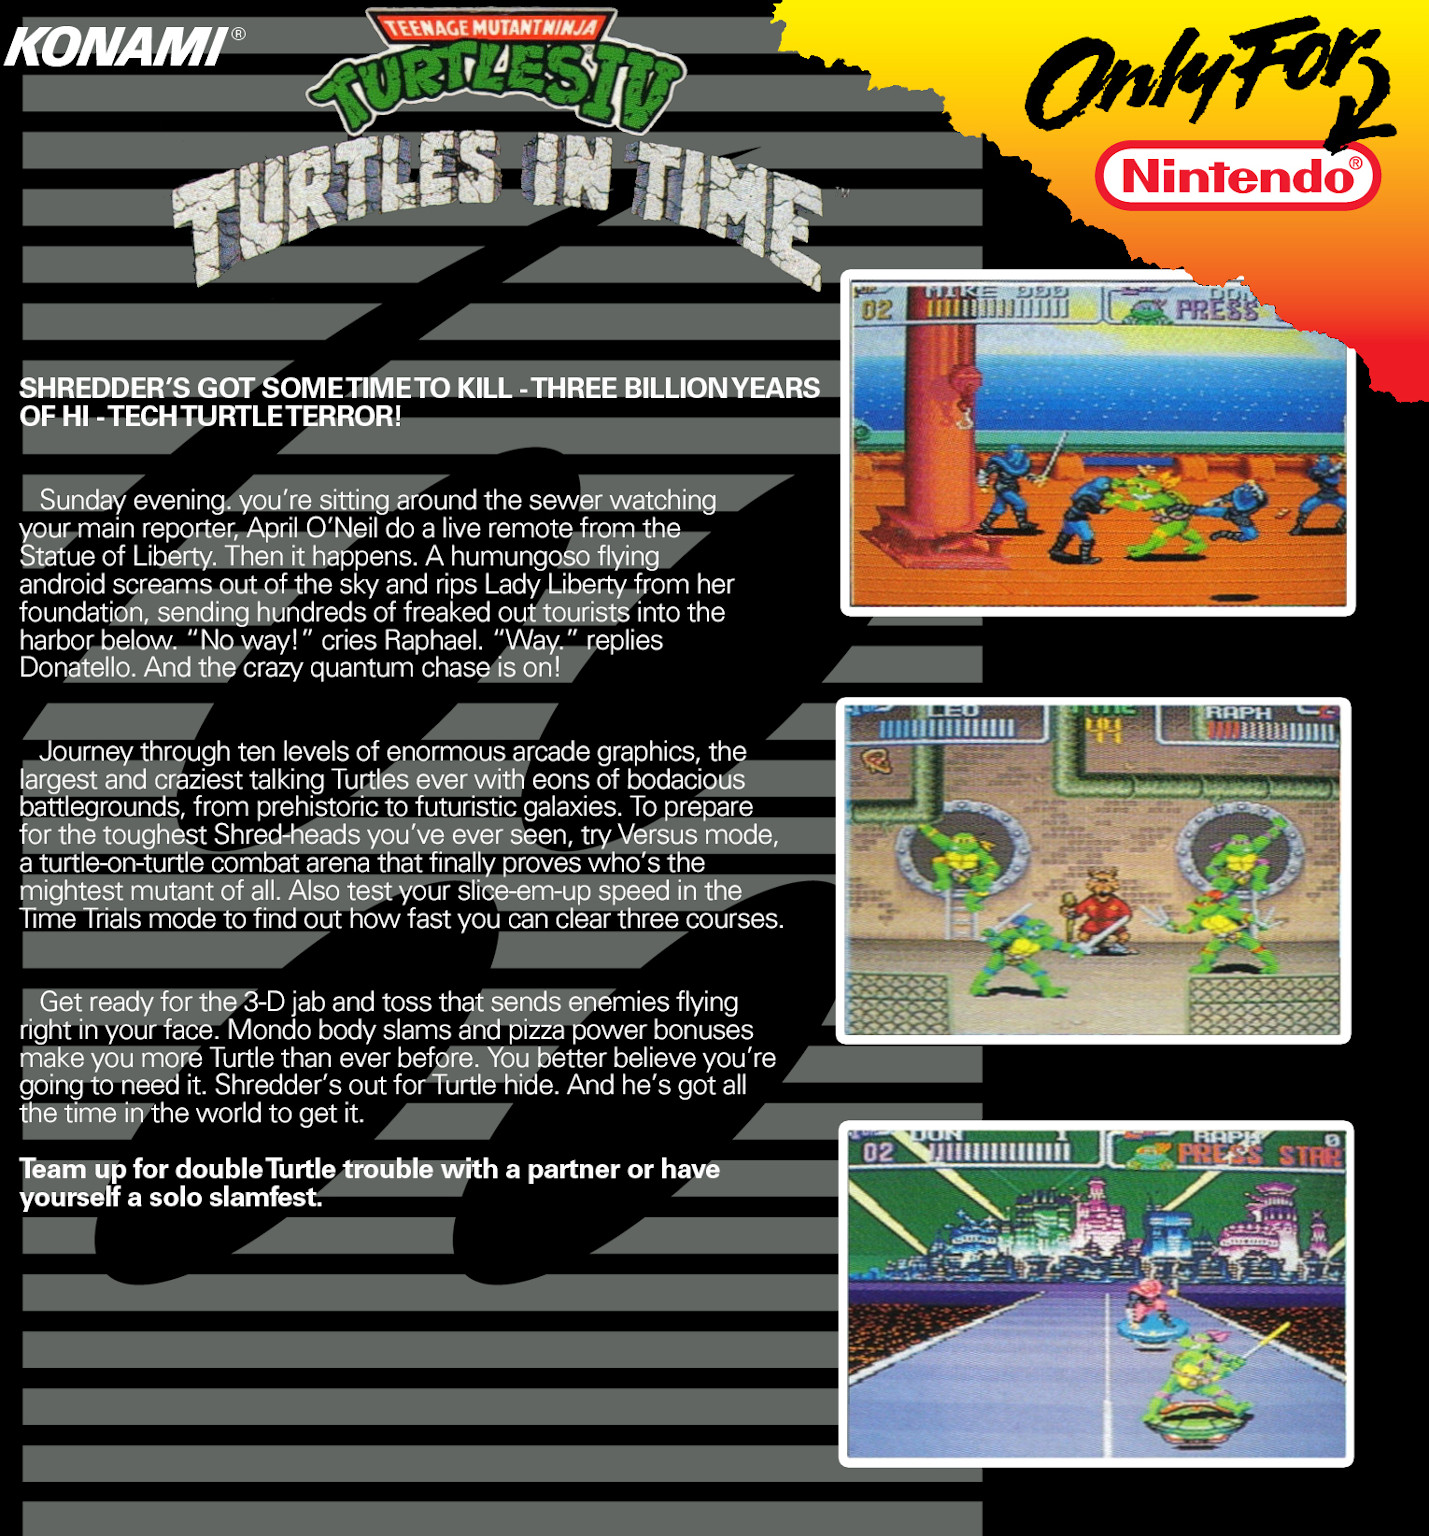 KONAMI®
TEENAGE MUTANT NINJA
TURTLES IV
TURTLES IN TIME™
Only For
Nintendo®
SHREDDER'S GOT SOME TIME TO KILL - THREE BILLION YEARS
OF HI - TECH TURTLE TERROR!
Sunday evening. you're sitting around the sewer watching
your main reporter, April O'Neil do a live remote from the
Statue of Liberty. Then it happens. A humungoso flying
android screams out of the sky and rips Lady Liberty from her
foundation, sending hundreds of freaked out tourists into the
harbor below. “No way!” cries Raphael. “Way.” replies
Donatello. And the crazy quantum chase is on!
Journey through ten levels of enormous arcade graphics, the
largest and craziest talking Turtles ever with eons of bodacious
battlegrounds, from prehistoric to futuristic galaxies. To prepare
for the toughest Shred-heads you've ever seen, try Versus mode,
a turtle-on-turtle combat arena that finally proves who's the
mightest mutant of all. Also test your slice-em-up speed in the
Time Trials mode to find out how fast you can clear three courses.
Get ready for the 3-D jab and toss that sends enemies flying
right in your face. Mondo body slams and pizza power bonuses
make you more Turtle than ever before. You better believe you're
going to need it. Shredder's out for Turtle hide. And he's got all
the time in the world to get it.
Team up for double Turtle trouble with a partner or have
yourself a solo slamfest.
MIKE DON
02 PRESS
LEO TIME RAPH
44
DON 1 RAPH 0
02 PRESS STAR